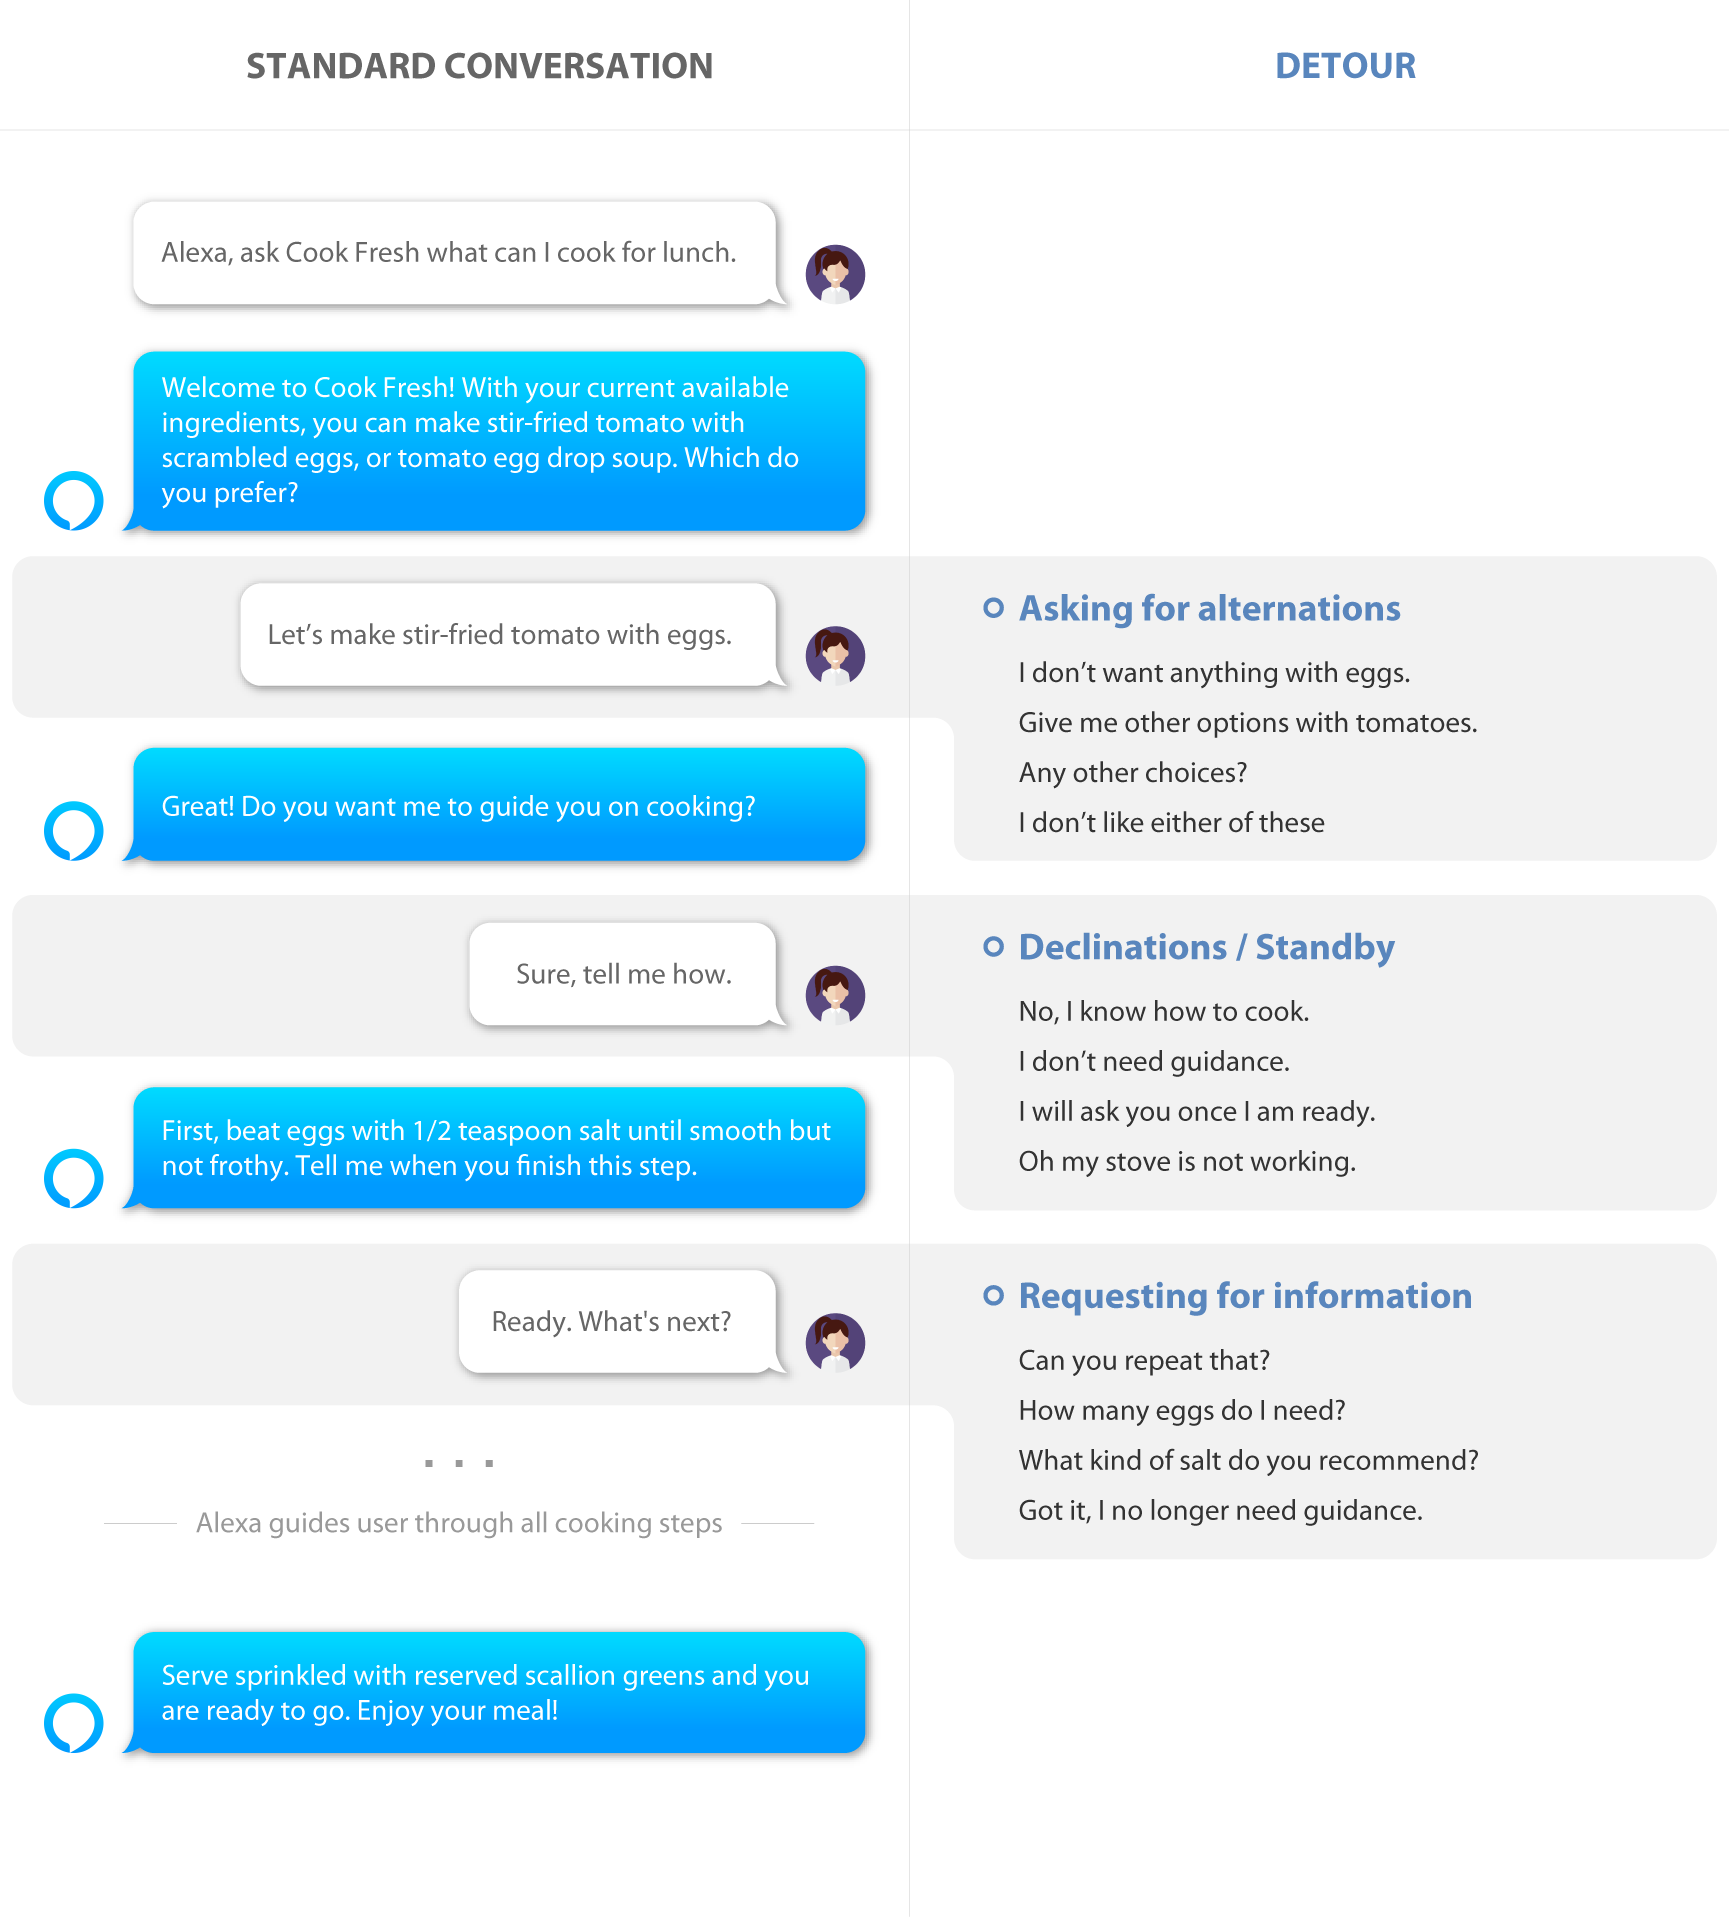 STANDARD CONVERSATION
DETOUR
Alexa, ask Cook Fresh what can I cook for lunch.
Welcome to Cook Fresh! With your current available
ingredients, you can make stir-fried tomato with
scrambled eggs, or tomato egg drop soup. Which do
you prefer?
Let’s make stir-fried tomato with eggs.
Asking for alternations
I don’t want anything with eggs.
Give me other options with tomatoes.
Any other choices?
I don’t like either of these
Great! Do you want me to guide you on cooking?
Sure, tell me how.
Declinations / Standby
No, I know how to cook.
I don’t need guidance.
I will ask you once I am ready.
Oh my stove is not working.
First, beat eggs with 1/2 teaspoon salt until smooth but
not frothy. Tell me when you finish this step.
Ready. What's next?
Requesting for information
Can you repeat that?
How many eggs do I need?
What kind of salt do you recommend?
Got it, I no longer need guidance.
...
Alexa guides user through all cooking steps
Serve sprinkled with reserved scallion greens and you
are ready to go. Enjoy your meal!